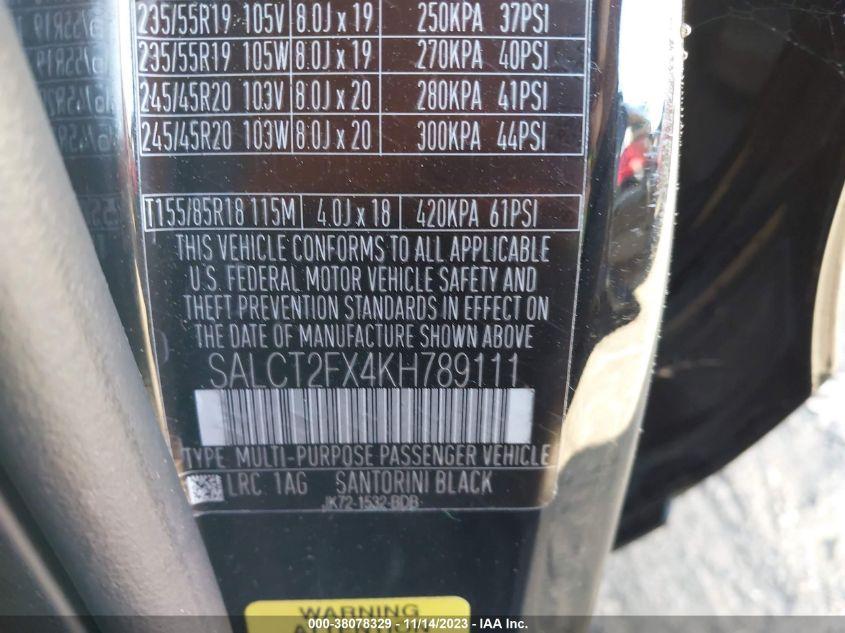 235/55R19 105V 8.0J x 19 250KPA 37PSI
235/55R19 105W 8.0J x 19 270KPA 40PSI
245/45R20 103V 8.0J x 20 280KPA 41PSI
245/45R20 103W 8.0J x 20 300KPA 44PSI
T155/85R18 115M 4.0J x 18 420KPA 61PSI
THIS VEHICLE CONFORMS TO ALL APPLICABLE
U.S. FEDERAL MOTOR VEHICLE SAFETY AND
THEFT PREVENTION STANDARDS IN EFFECT ON
THE DATE OF MANUFACTURE SHOWN ABOVE
SALCT2FX4KH789111
TYPE: MULTI-PURPOSE PASSENGER VEHICLE
LRC 1AG SANTORINI BLACK
JK72-1532-BDB
WARNING
ATTENTION
000-38078329 - 11/14/2023 - IAA Inc.